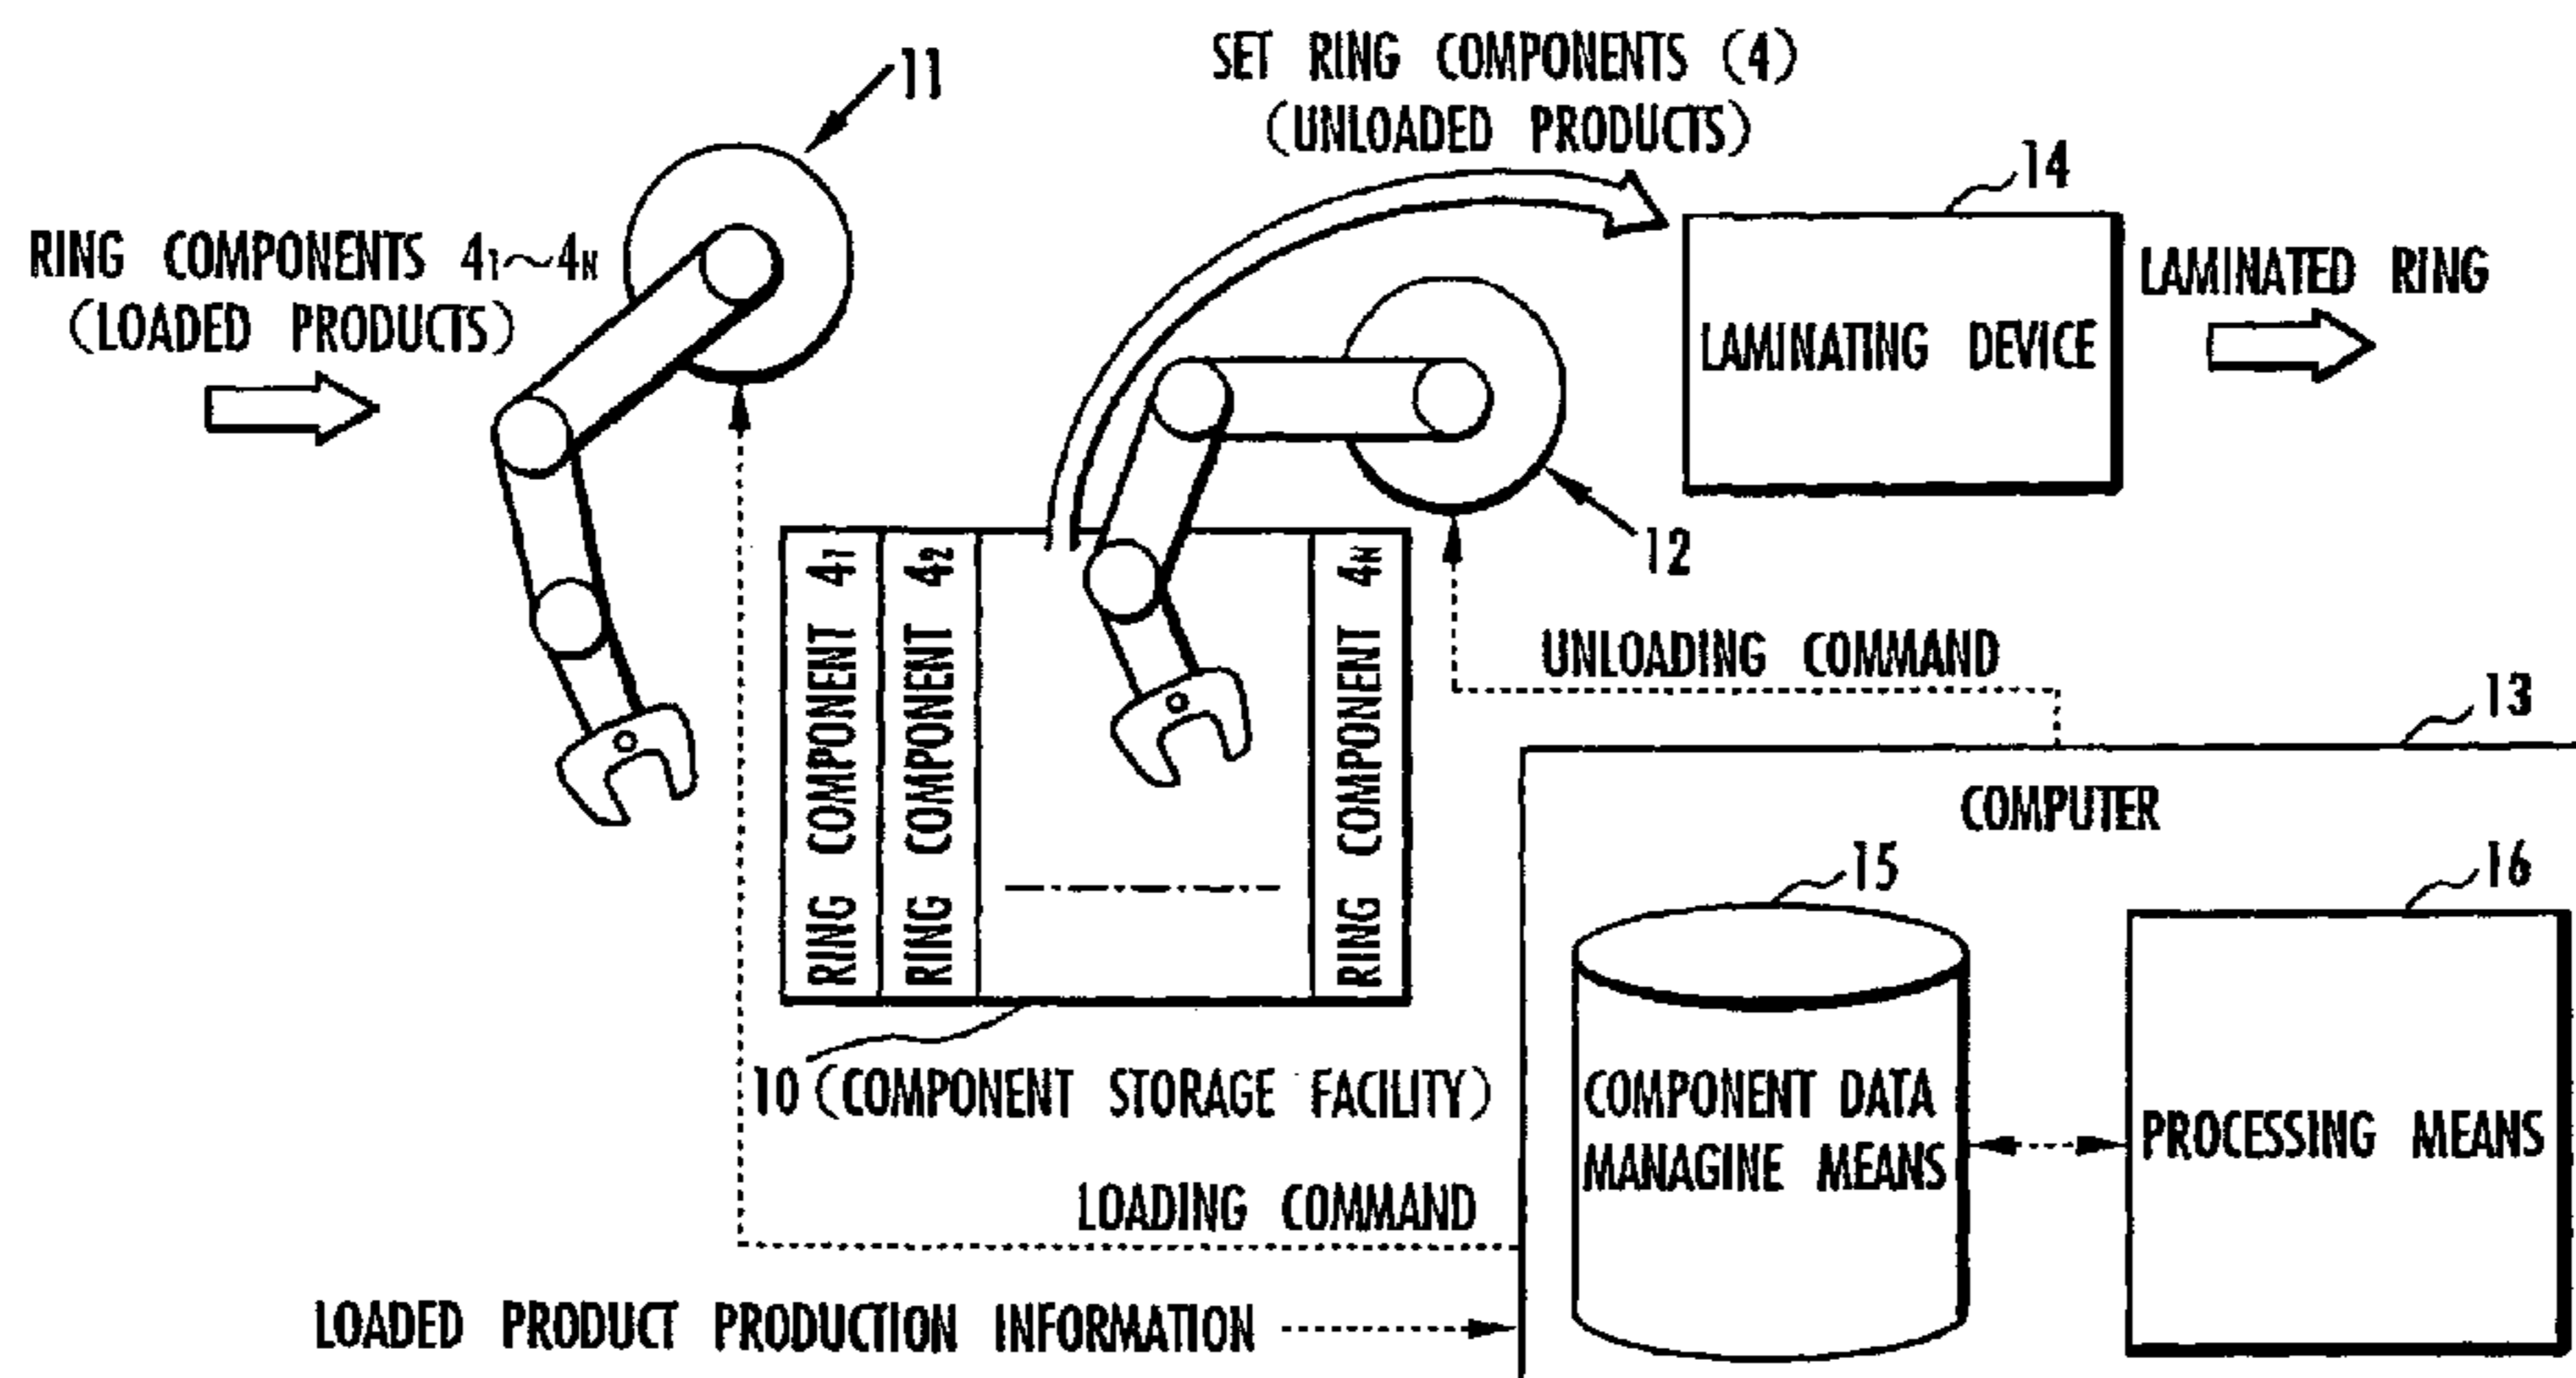 11
SET RING COMPONENTS (4)
(UNLOADED PRODUCTS)
14
RING COMPONENTS 41~4N
(LOADED PRODUCTS)
LAMINATING DEVICE
LAMINATED RING
12
RING COMPONENT 41
RING COMPONENT 42
RING COMPONENT 4N
UNLOADING COMMAND
13
COMPUTER
15
16
10 (COMPONENT STORAGE FACILITY)
COMPONENT DATA
MANAGINE MEANS
PROCESSING MEANS
LOADING COMMAND
LOADED PRODUCT PRODUCTION INFORMATION